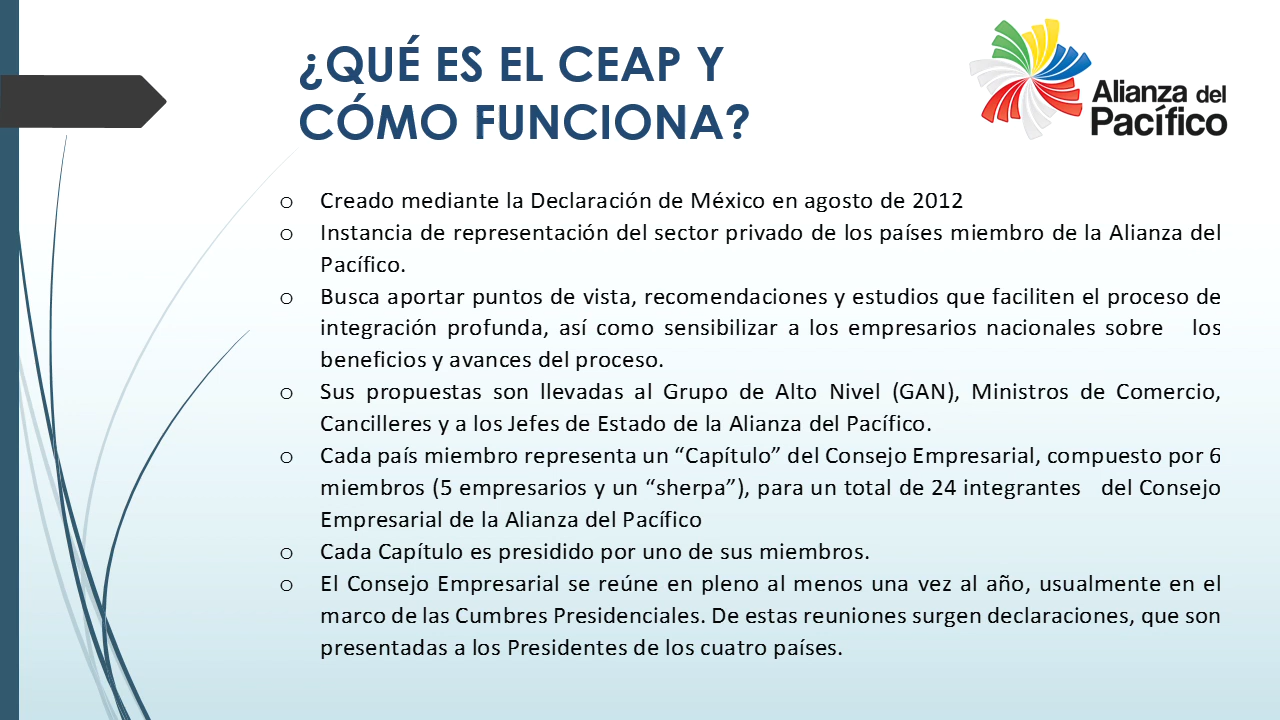 ¿QUÉ ES EL CEAP Y
CÓMO FUNCIONA?
Alianza del
Pacífico
o Creado mediante la Declaración de México en agosto de 2012
o Instancia de representación del sector privado de los países miembro de la Alianza del
Pacífico.
o Busca aportar puntos de vista, recomendaciones y estudios que faciliten el proceso de
integración profunda, así como sensibilizar a los empresarios nacionales sobre los
beneficios y avances del proceso.
o Sus propuestas son llevadas al Grupo de Alto Nivel (GAN), Ministros de Comercio,
Cancilleres y a los Jefes de Estado de la Alianza del Pacífico.
o Cada país miembro representa un “Capítulo” del Consejo Empresarial, compuesto por 6
miembros (5 empresarios y un “sherpa”), para un total de 24 integrantes del Consejo
Empresarial de la Alianza del Pacífico
o Cada Capítulo es presidido por uno de sus miembros.
o El Consejo Empresarial se reúne en pleno al menos una vez al año, usualmente en el
marco de las Cumbres Presidenciales. De estas reuniones surgen declaraciones, que son
presentadas a los Presidentes de los cuatro países.